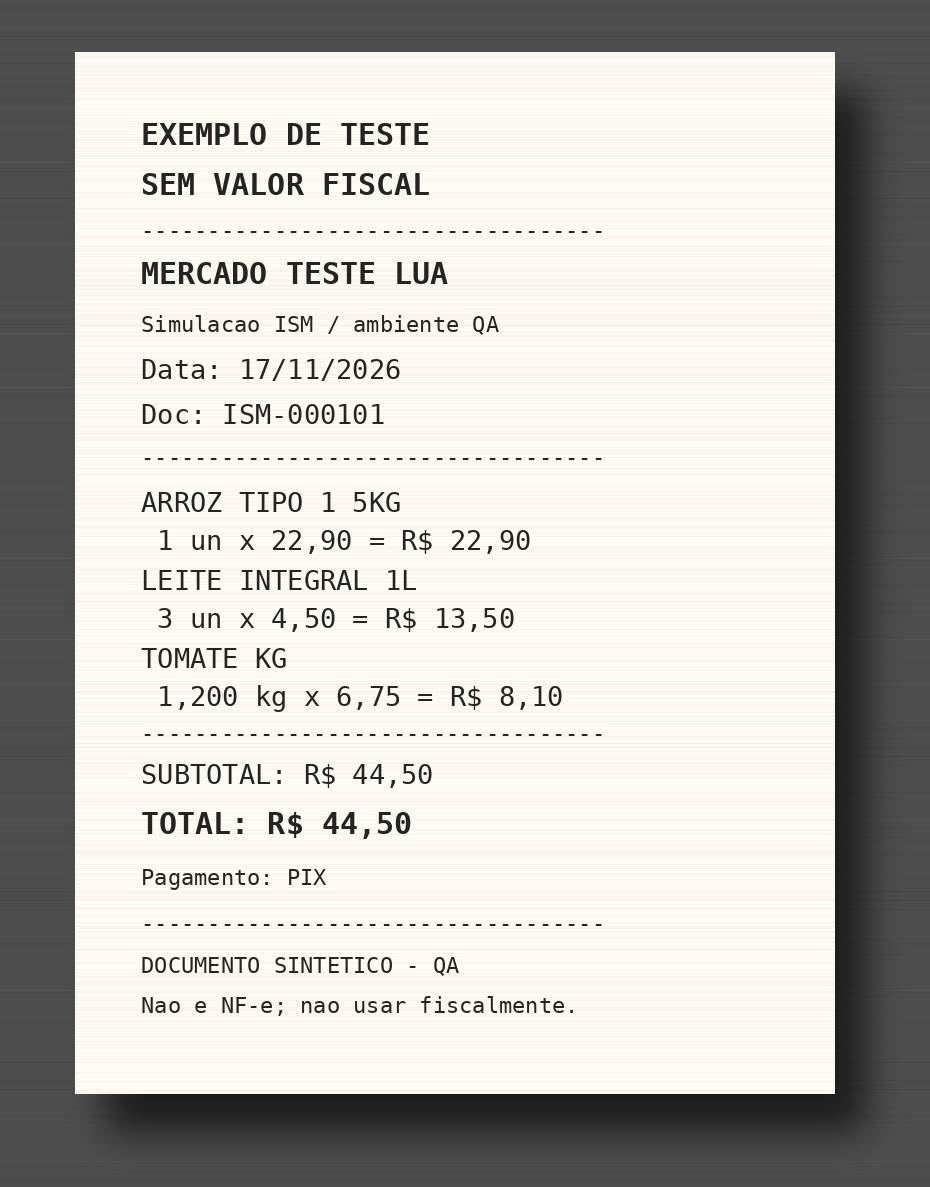 EXEMPLO DE TESTE
SEM VALOR FISCAL
-----------------------------------
MERCADO TESTE LUA
Simulacao ISM / ambiente QA
Data: 17/11/2026
Doc: ISM-000101
-----------------------------------
ARROZ TIPO 1 5KG
1 un x 22,90 = R$ 22,90
LEITE INTEGRAL 1L
3 un x 4,50 = R$ 13,50
TOMATE KG
1,200 kg x 6,75 = R$ 8,10
-----------------------------------
SUBTOTAL: R$ 44,50
TOTAL: R$ 44,50
Pagamento: PIX
-----------------------------------
DOCUMENTO SINTETICO - QA
Nao e NF-e; nao usar fiscalmente.